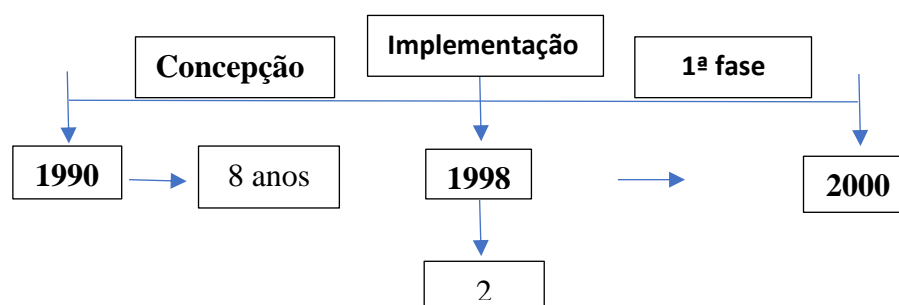 Concepção
Implementação
1ª fase
1990
8 anos
1998
2000
2